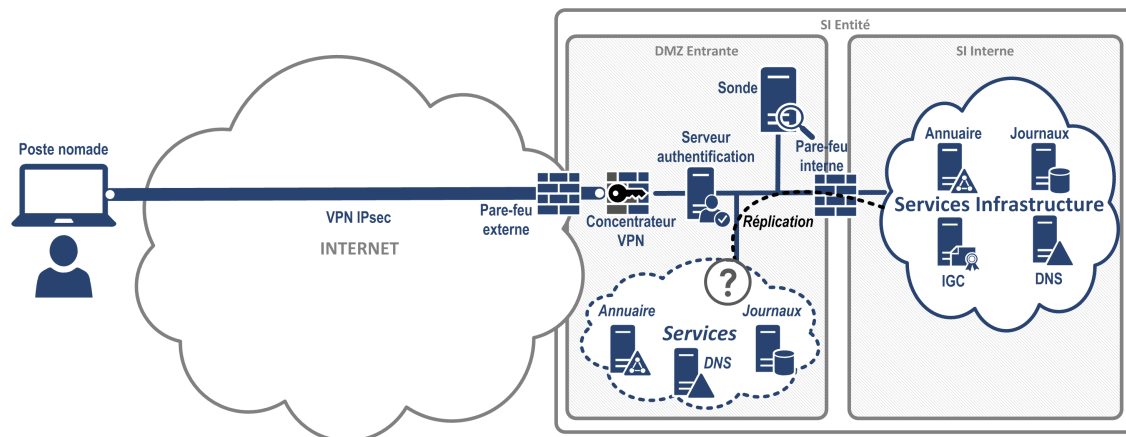 SI Entité
DMZ Entrante
SI Interne
Sonde
Annuaire
Journaux
Serveur
authentification
Pare-feu
interne
Poste nomade
Services Infrastructure
VPN IPsec
Pare-feu
externe
Concentrateur
VPN
Réplication
INTERNET
IGC
DNS
?
Annuaire
Journaux
Services
DNS